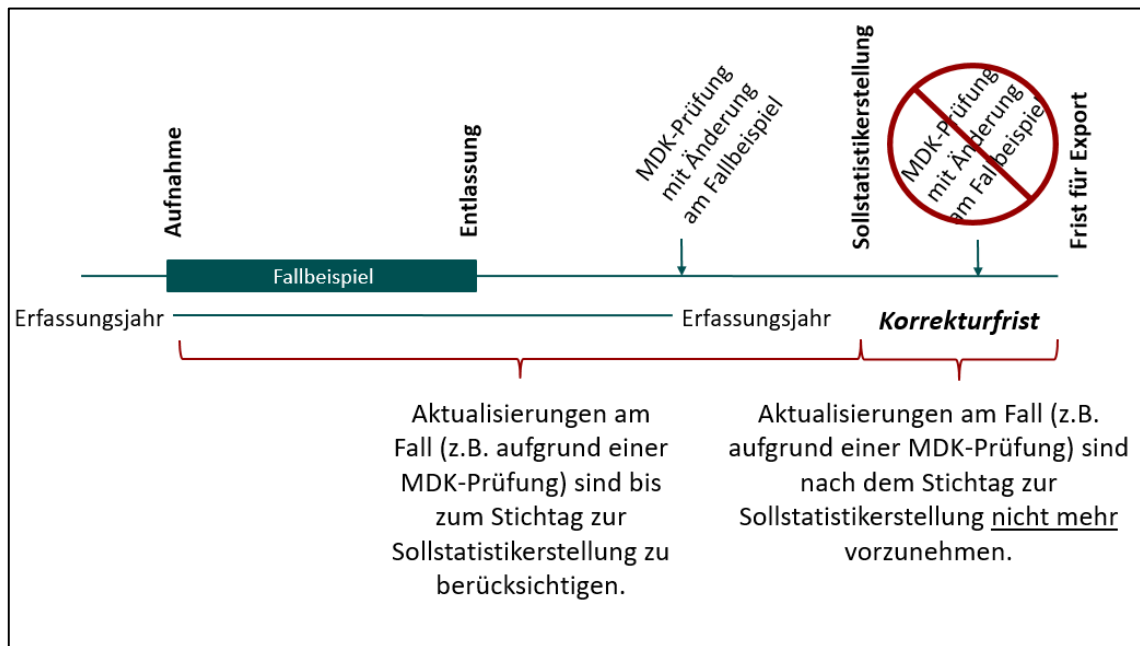 Aufnahme
Entlassung
MDK-Prüfung
mit Änderung
am Fallbeispiel
Sollstatistikerstellung
MDK-Prüfung
mit Änderung
am Fallbeispiel
Frist für Export
Fallbeispiel
Erfassungsjahr
Erfassungsjahr
Korrekturfrist
Aktualisierungen am
Fall (z.B. aufgrund einer
MDK-Prüfung) sind bis
zum Stichtag zur
Sollstatistikerstellung zu
berücksichtigen.
Aktualisierungen am Fall (z.B.
aufgrund einer MDK-Prüfung) sind
nach dem Stichtag zur
Sollstatistikerstellung nicht mehr
vorzunehmen.